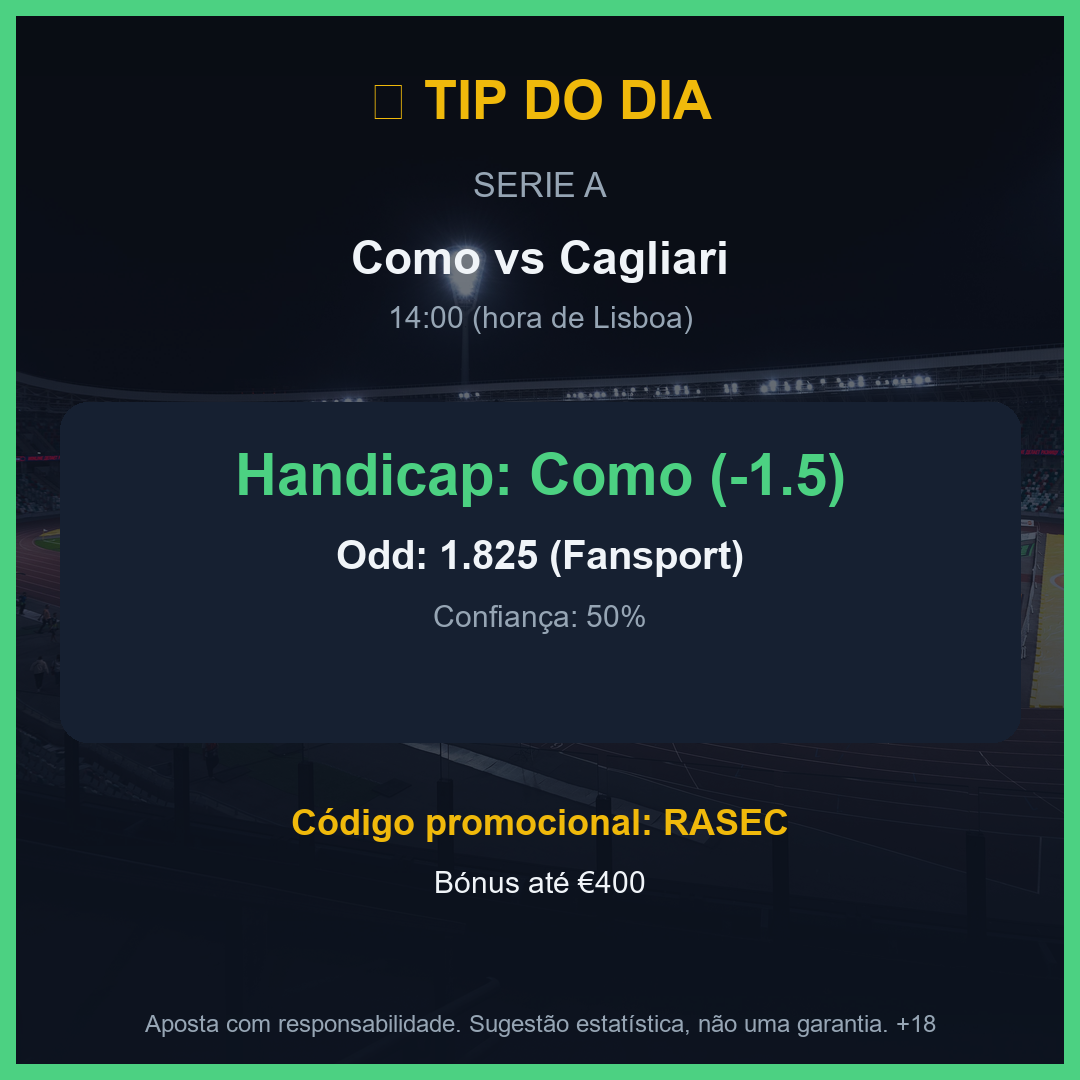 TIP DO DIA
SERIE A
Como vs Cagliari
14:00 (hora de Lisboa)
Handicap: Como (-1.5)
Odd: 1.825 (Fansport)
Confiança: 50%
Código promocional: RASEC
Bónus até €400
Aposta com responsabilidade. Sugestão estatística, não uma garantia. +18